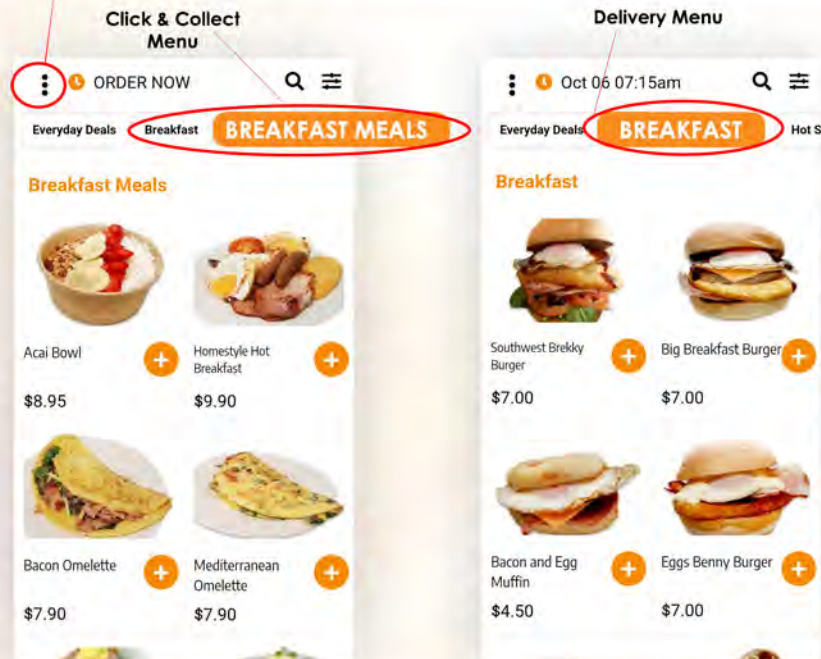 Click & Collect
Menu
ORDER NOW
Everyday Deals Breakfast BREAKFAST MEALS
Breakfast Meals
Acai Bowl
$8.95
Homestyle Hot
Breakfast
$9.90
Bacon Omelette
$7.90
Mediterranean
Omelette
$7.90
Delivery Menu
Oct 06 07:15am
Everyday Deals BREAKFAST Hot S
Breakfast
Southwest Brekky
Burger
$7.00
Big Breakfast Burger
$7.00
Bacon and Egg
Muffin
$4.50
Eggs Benny Burger
$7.00